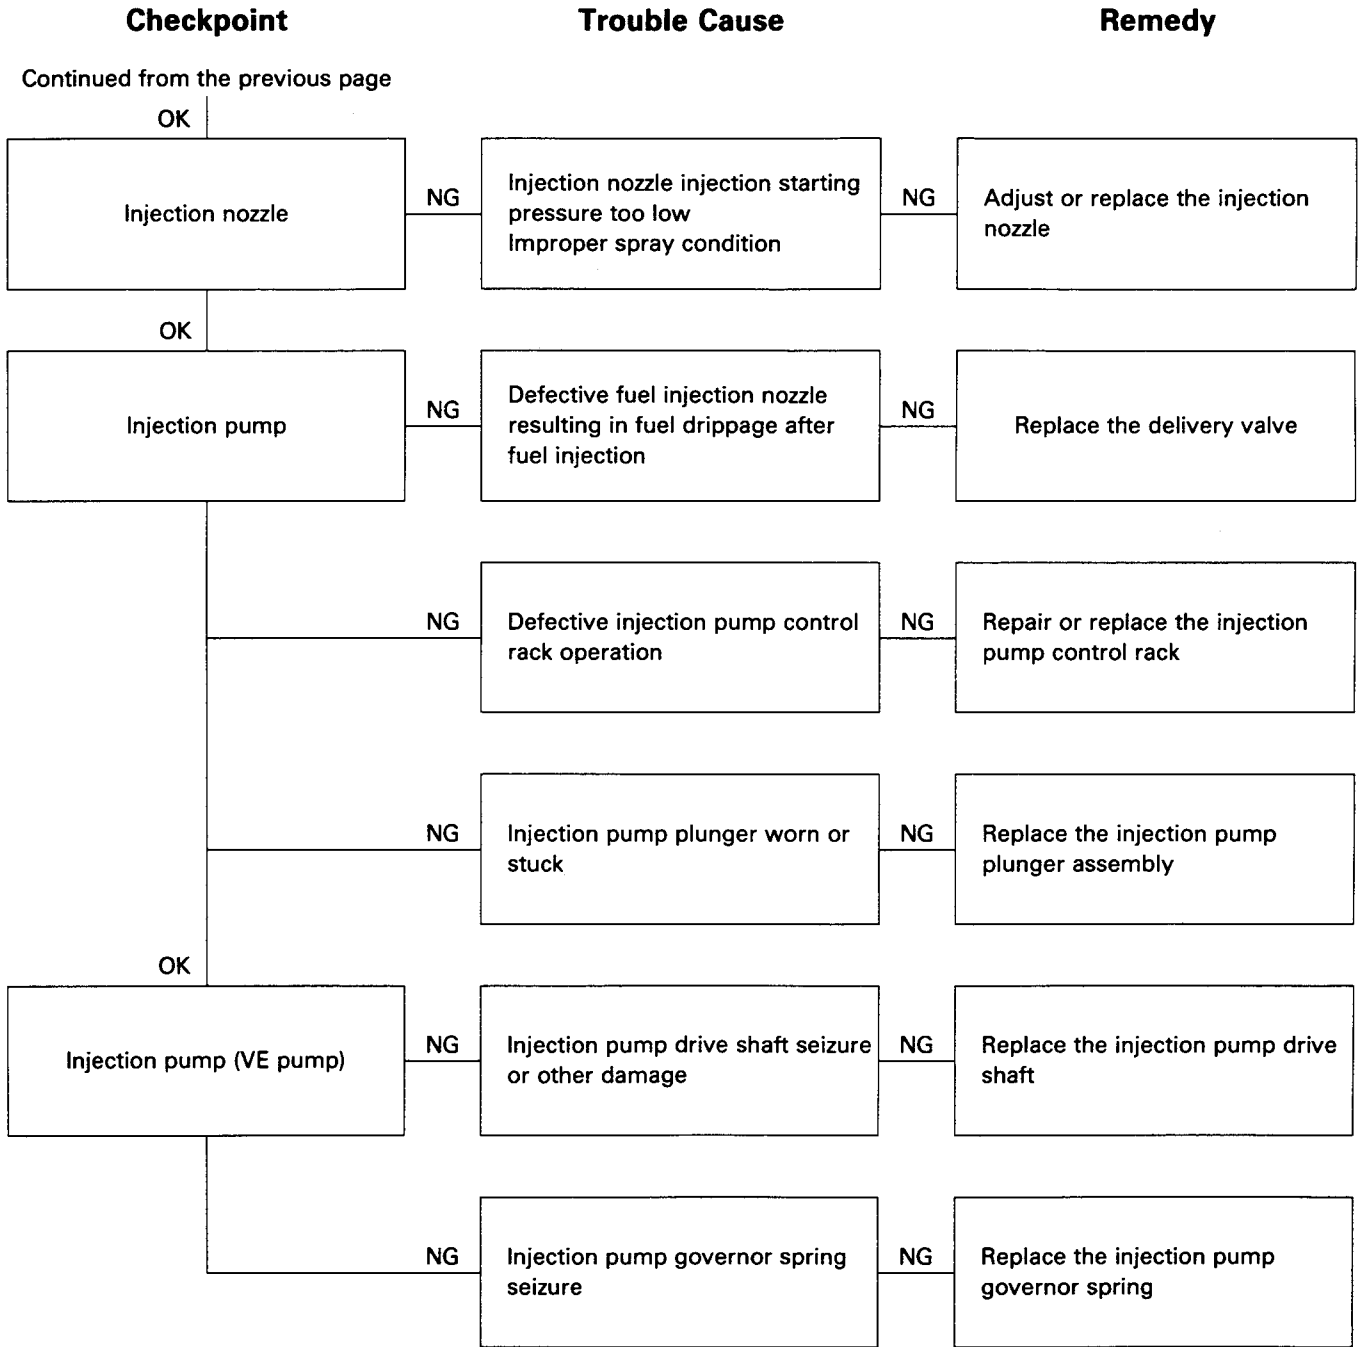 Checkpoint
Trouble Cause
Remedy
Continued from the previous page
OK
Injection nozzle
NG
Injection nozzle injection starting
pressure too low
Improper spray condition
NG
Adjust or replace the injection
nozzle
OK
Injection pump
NG
Defective fuel injection nozzle
resulting in fuel drippage after
fuel injection
NG
Replace the delivery valve
NG
Defective injection pump control
rack operation
NG
Repair or replace the injection
pump control rack
NG
Injection pump plunger worn or
stuck
NG
Replace the injection pump
plunger assembly
OK
Injection pump (VE pump)
NG
Injection pump drive shaft seizure
or other damage
NG
Replace the injection pump drive
shaft
NG
Injection pump governor spring
seizure
NG
Replace the injection pump
governor spring